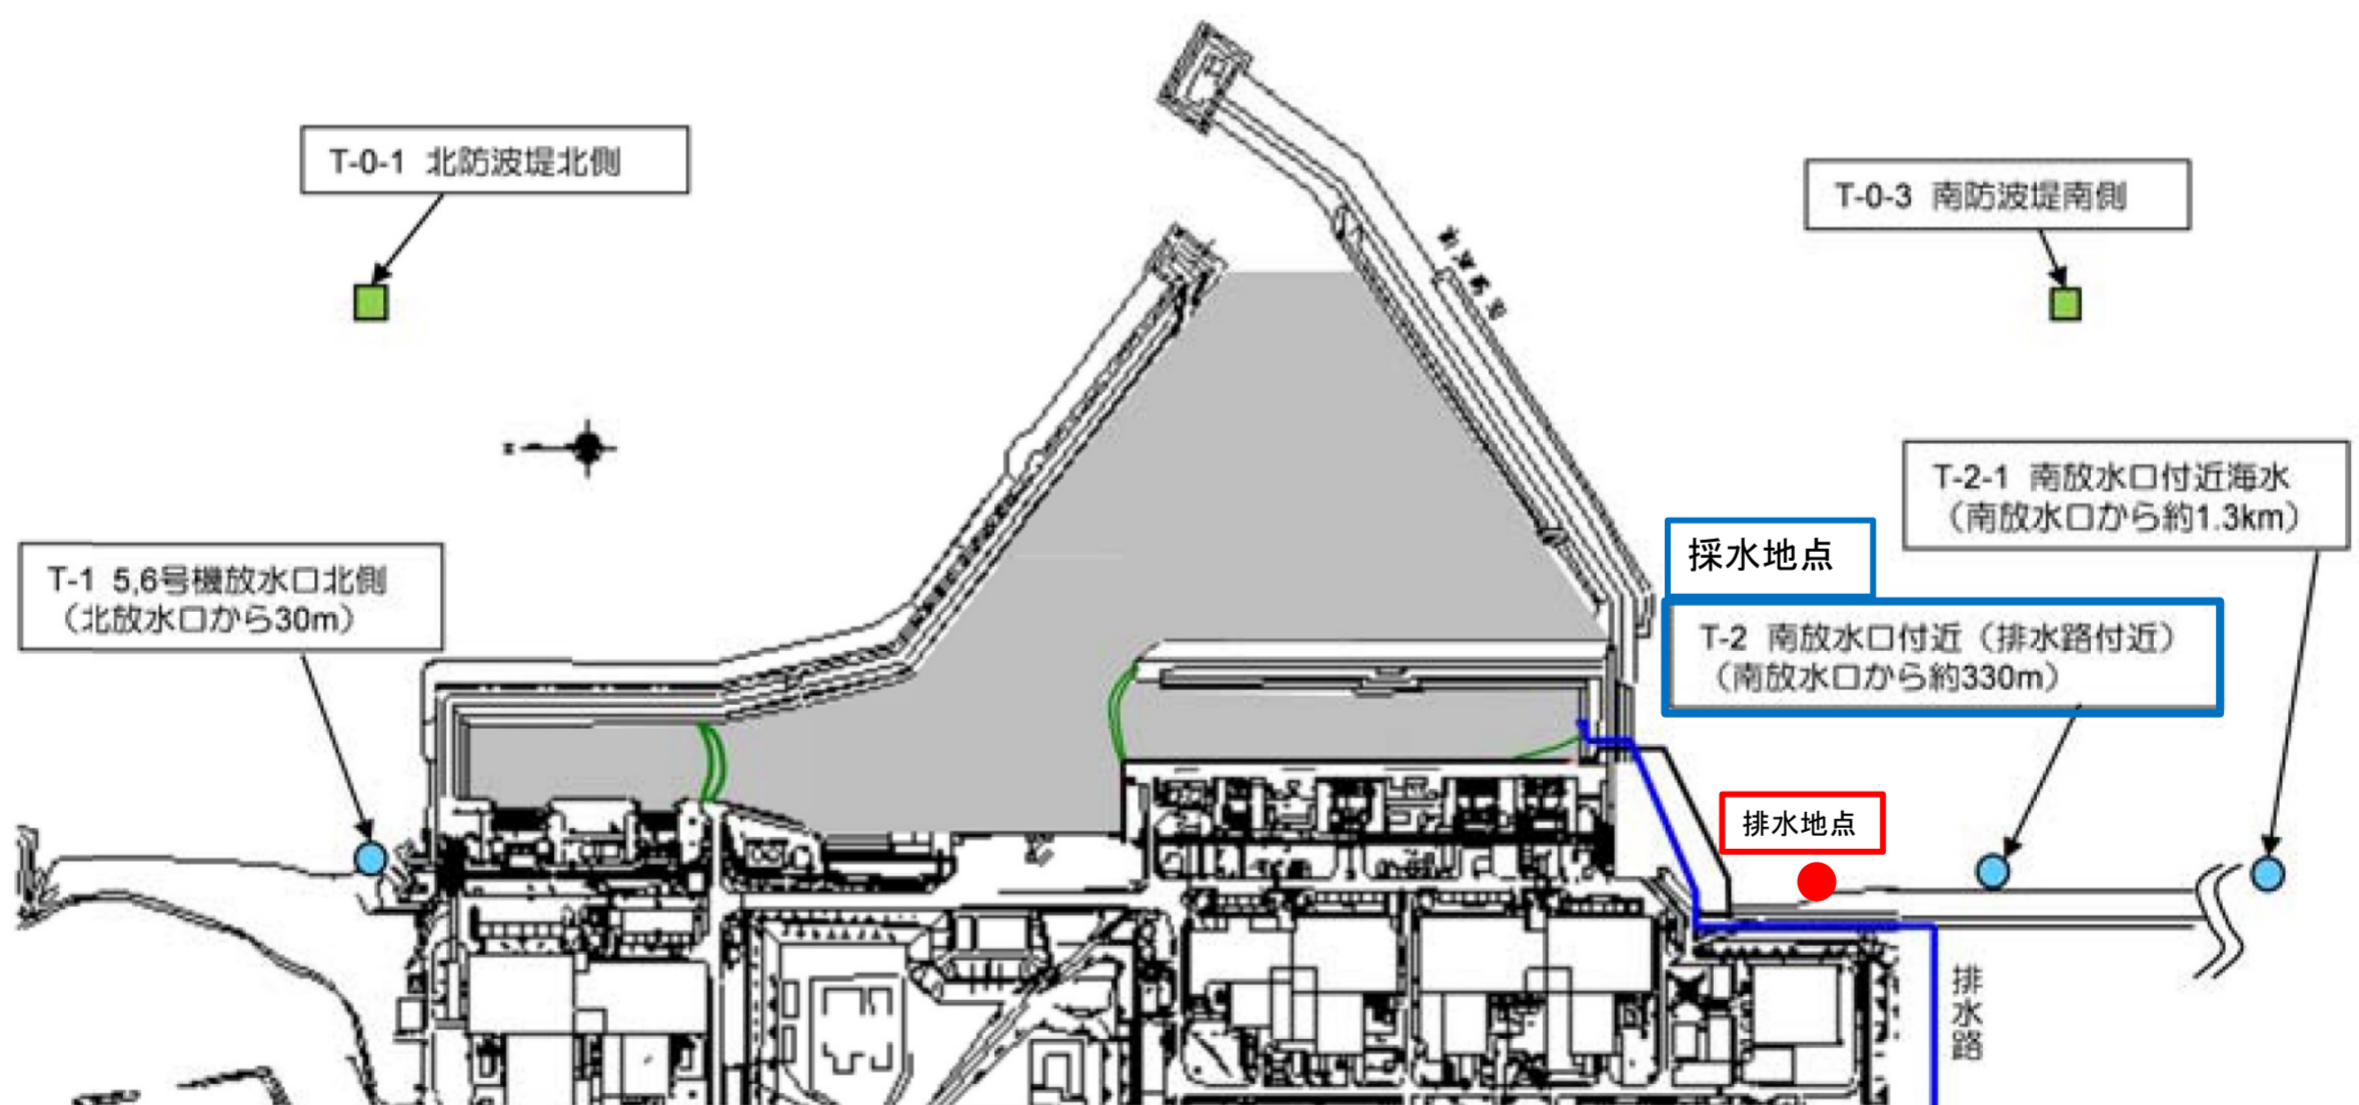 T-0-1 北防波堤北側
T-0-3 南防波堤南側
T-2-1 南放水口付近海水
（南放水口から約1.3km）
採水地点
T-1 5,6号機放水口北側
（北放水口から30m）
T-2 南放水口付近（排水路付近）
（南放水口から約330m）
排水地点
排水路